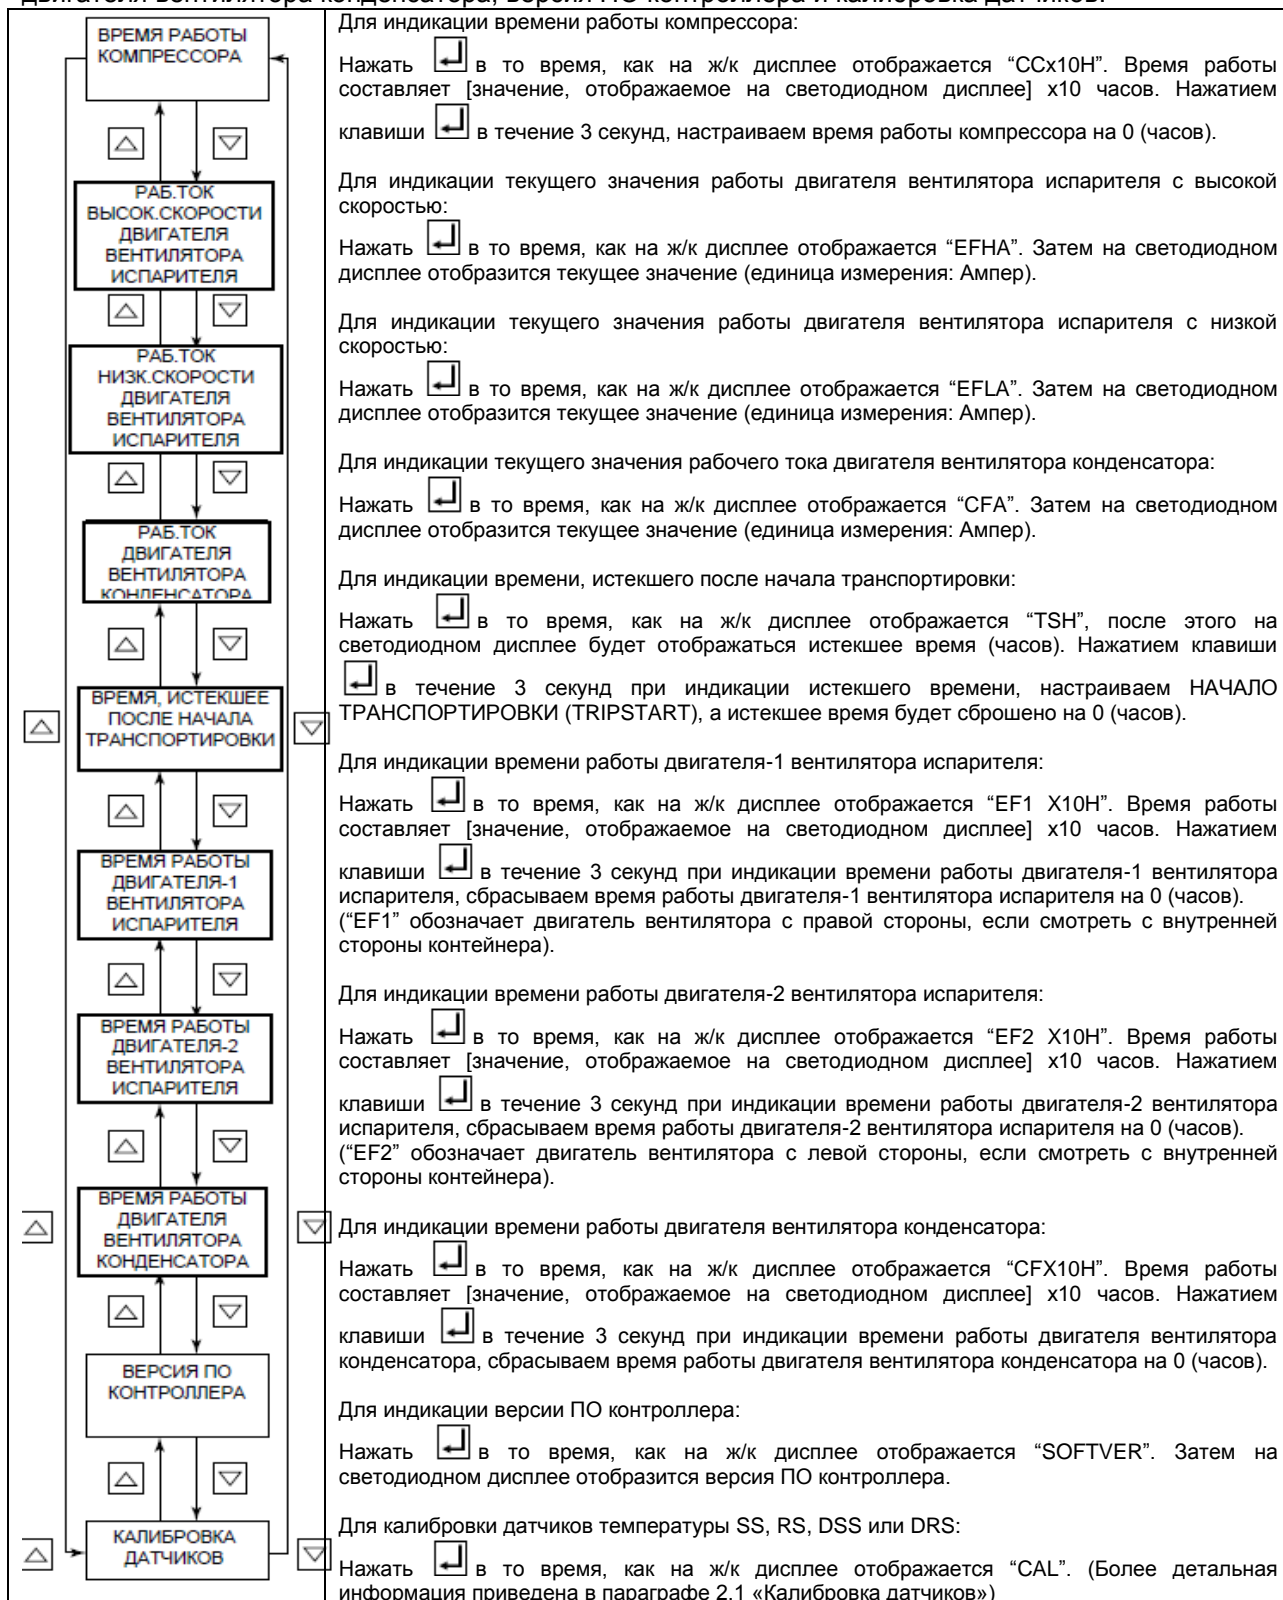 двигателя вентилятора конденсатора, версия ПО контроллера и калибровка датчиков.
ВРЕМЯ РАБОТЫ
КОМПРЕССОРА
РАБ.ТОК
ВЫСОК.СКОРОСТИ
ДВИГАТЕЛЯ
ВЕНТИЛЯТОРА
ИСПАРИТЕЛЯ
РАБ.ТОК
НИЗК.СКОРОСТИ
ДВИГАТЕЛЯ
ВЕНТИЛЯТОРА
ИСПАРИТЕЛЯ
РАБ.ТОК
ДВИГАТЕЛЯ
ВЕНТИЛЯТОРА
КОНДЕНСАТОРА
ВРЕМЯ, ИСТЕКШЕЕ
ПОСЛЕ НАЧАЛА
ТРАНСПОРТИРОВКИ
ВРЕМЯ РАБОТЫ
ДВИГАТЕЛЯ-1
ВЕНТИЛЯТОРА
ИСПАРИТЕЛЯ
ВРЕМЯ РАБОТЫ
ДВИГАТЕЛЯ-2
ВЕНТИЛЯТОРА
ИСПАРИТЕЛЯ
ВРЕМЯ РАБОТЫ
ДВИГАТЕЛЯ
ВЕНТИЛЯТОРА
КОНДЕНСАТОРА
ВЕРСИЯ ПО
КОНТРОЛЛЕРА
КАЛИБРОВКА
ДАТЧИКОВ
Для индикации времени работы компрессора:
Нажать в то время, как на ж/к дисплее отображается “CCx10H”. Время работы
составляет [значение, отображаемое на светодиодном дисплее] x10 часов. Нажатием
клавиши в течение 3 секунд, настраиваем время работы компрессора на 0 (часов).
Для индикации текущего значения работы двигателя вентилятора испарителя с высокой
скоростью:
Нажать в то время, как на ж/к дисплее отображается “EFHA”. Затем на светодиодном
дисплее отобразится текущее значение (единица измерения: Ампер).
Для индикации текущего значения работы двигателя вентилятора испарителя с низкой
скоростью:
Нажать в то время, как на ж/к дисплее отображается “EFLA”. Затем на светодиодном
дисплее отобразится текущее значение (единица измерения: Ампер).
Для индикации текущего значения рабочего тока двигателя вентилятора конденсатора:
Нажать в то время, как на ж/к дисплее отображается “CFA”. Затем на светодиодном
дисплее отобразится текущее значение (единица измерения: Ампер).
Для индикации времени, истекшего после начала транспортировки:
Нажать в то время, как на ж/к дисплее отображается “TSH”, после этого на
светодиодном дисплее будет отображаться истекшее время (часов). Нажатием клавиши
в течение 3 секунд при индикации истекшего времени, настраиваем НАЧАЛО
ТРАНСПОРТИРОВКИ (TRIPSTART), а истекшее время будет сброшено на 0 (часов).
Для индикации времени работы двигателя-1 вентилятора испарителя:
Нажать в то время, как на ж/к дисплее отображается “EF1 X10H”. Время работы
составляет [значение, отображаемое на светодиодном дисплее] x10 часов. Нажатием
клавиши в течение 3 секунд при индикации времени работы двигателя-1 вентилятора
испарителя, сбрасываем время работы двигателя-1 вентилятора испарителя на 0 (часов).
(“EF1” обозначает двигатель вентилятора с правой стороны, если смотреть с внутренней
стороны контейнера).
Для индикации времени работы двигателя-2 вентилятора испарителя:
Нажать в то время, как на ж/к дисплее отображается “EF2 X10H”. Время работы
составляет [значение, отображаемое на светодиодном дисплее] x10 часов. Нажатием
клавиши в течение 3 секунд при индикации времени работы двигателя-2 вентилятора
испарителя, сбрасываем время работы двигателя-2 вентилятора испарителя на 0 (часов).
(“EF2” обозначает двигатель вентилятора с левой стороны, если смотреть с внутренней
стороны контейнера).
Для индикации времени работы двигателя вентилятора конденсатора:
Нажать в то время, как на ж/к дисплее отображается “CFX10H”. Время работы
составляет [значение, отображаемое на светодиодном дисплее] x10 часов. Нажатием
клавиши в течение 3 секунд при индикации времени работы двигателя вентилятора
конденсатора, сбрасываем время работы двигателя вентилятора конденсатора на 0 (часов).
Для индикации версии ПО контроллера:
Нажать в то время, как на ж/к дисплее отображается “SOFTVER”. Затем на
светодиодном дисплее отобразится версия ПО контроллера.
Для калибровки датчиков температуры SS, RS, DSS или DRS:
Нажать в то время, как на ж/к дисплее отображается “CAL”. (Более детальная
информация приведена в параграфе 2.1 «Калибровка датчиков»)